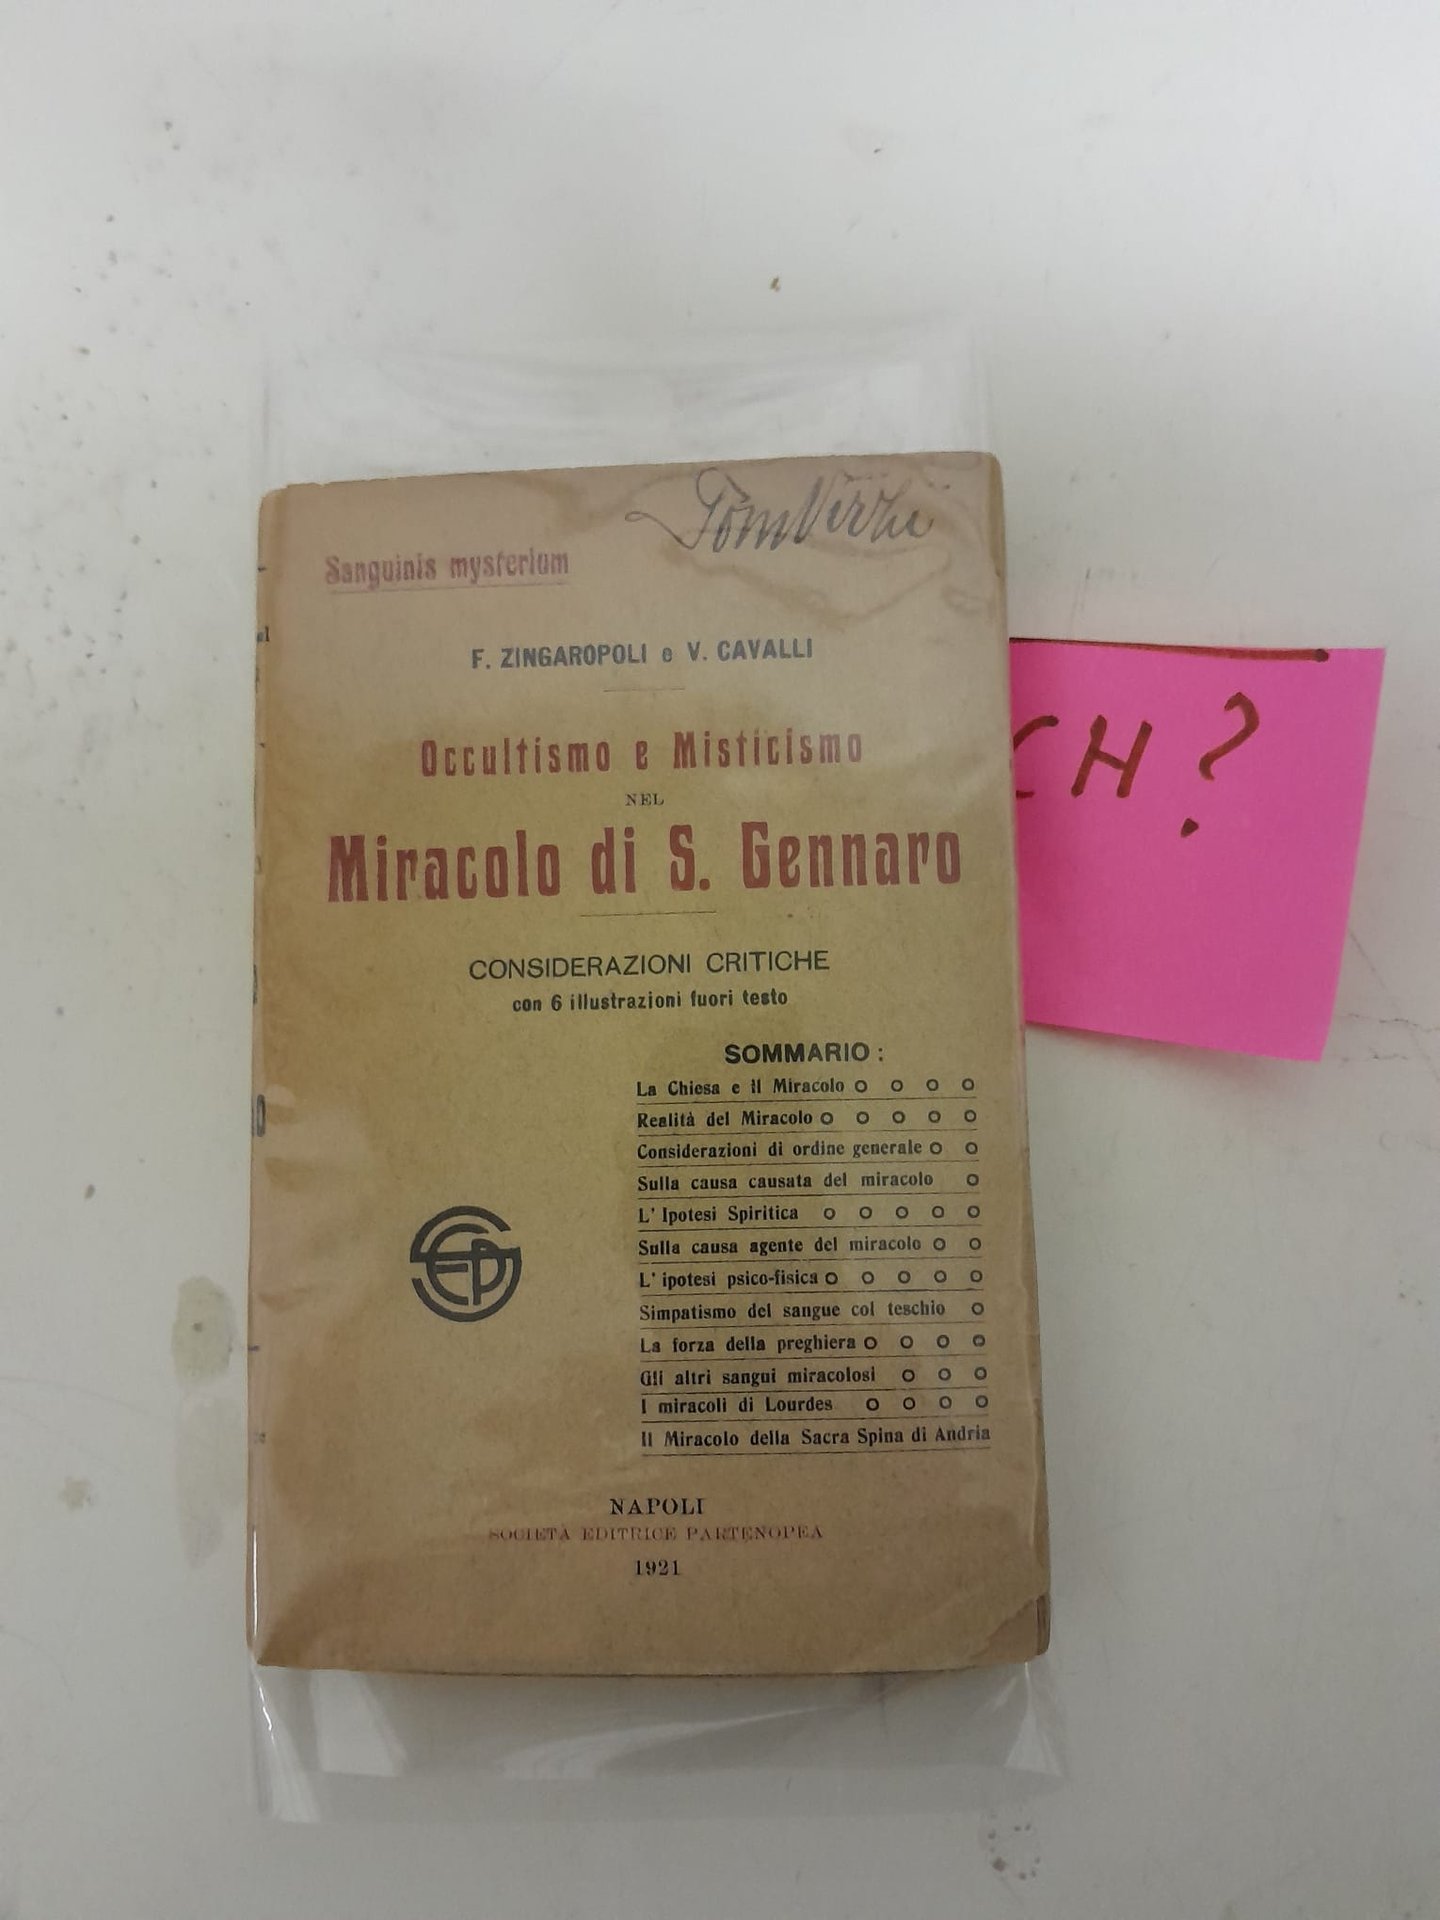 TomVirzhi
Sanguinis mysterium
F. ZINGAROPOLI e V. CAVALLI
Occultismo e Misticismo
NEL
Miracolo di S. Gennaro
CONSIDERAZIONI CRITICHE
con 6 illustrazioni fuori testo
SOMMARIO :
La Chiesa e il Miracolo
Realità del Miracolo
Considerazioni di ordine generale
Sulla causa causata del miracolo
L' Ipotesi Spiritica
Sulla causa agente del miracolo
L' ipotesi psico-fisica
Simpatismo del sangue col teschio
La forza della preghiera
Gli altri sangui miracolosi
I miracoli di Lourdes
Il Miracolo della Sacra Spina di Andria
SEP
NAPOLI
SOCIETÀ EDITRICE PARTENOPEA
1921
CH ?